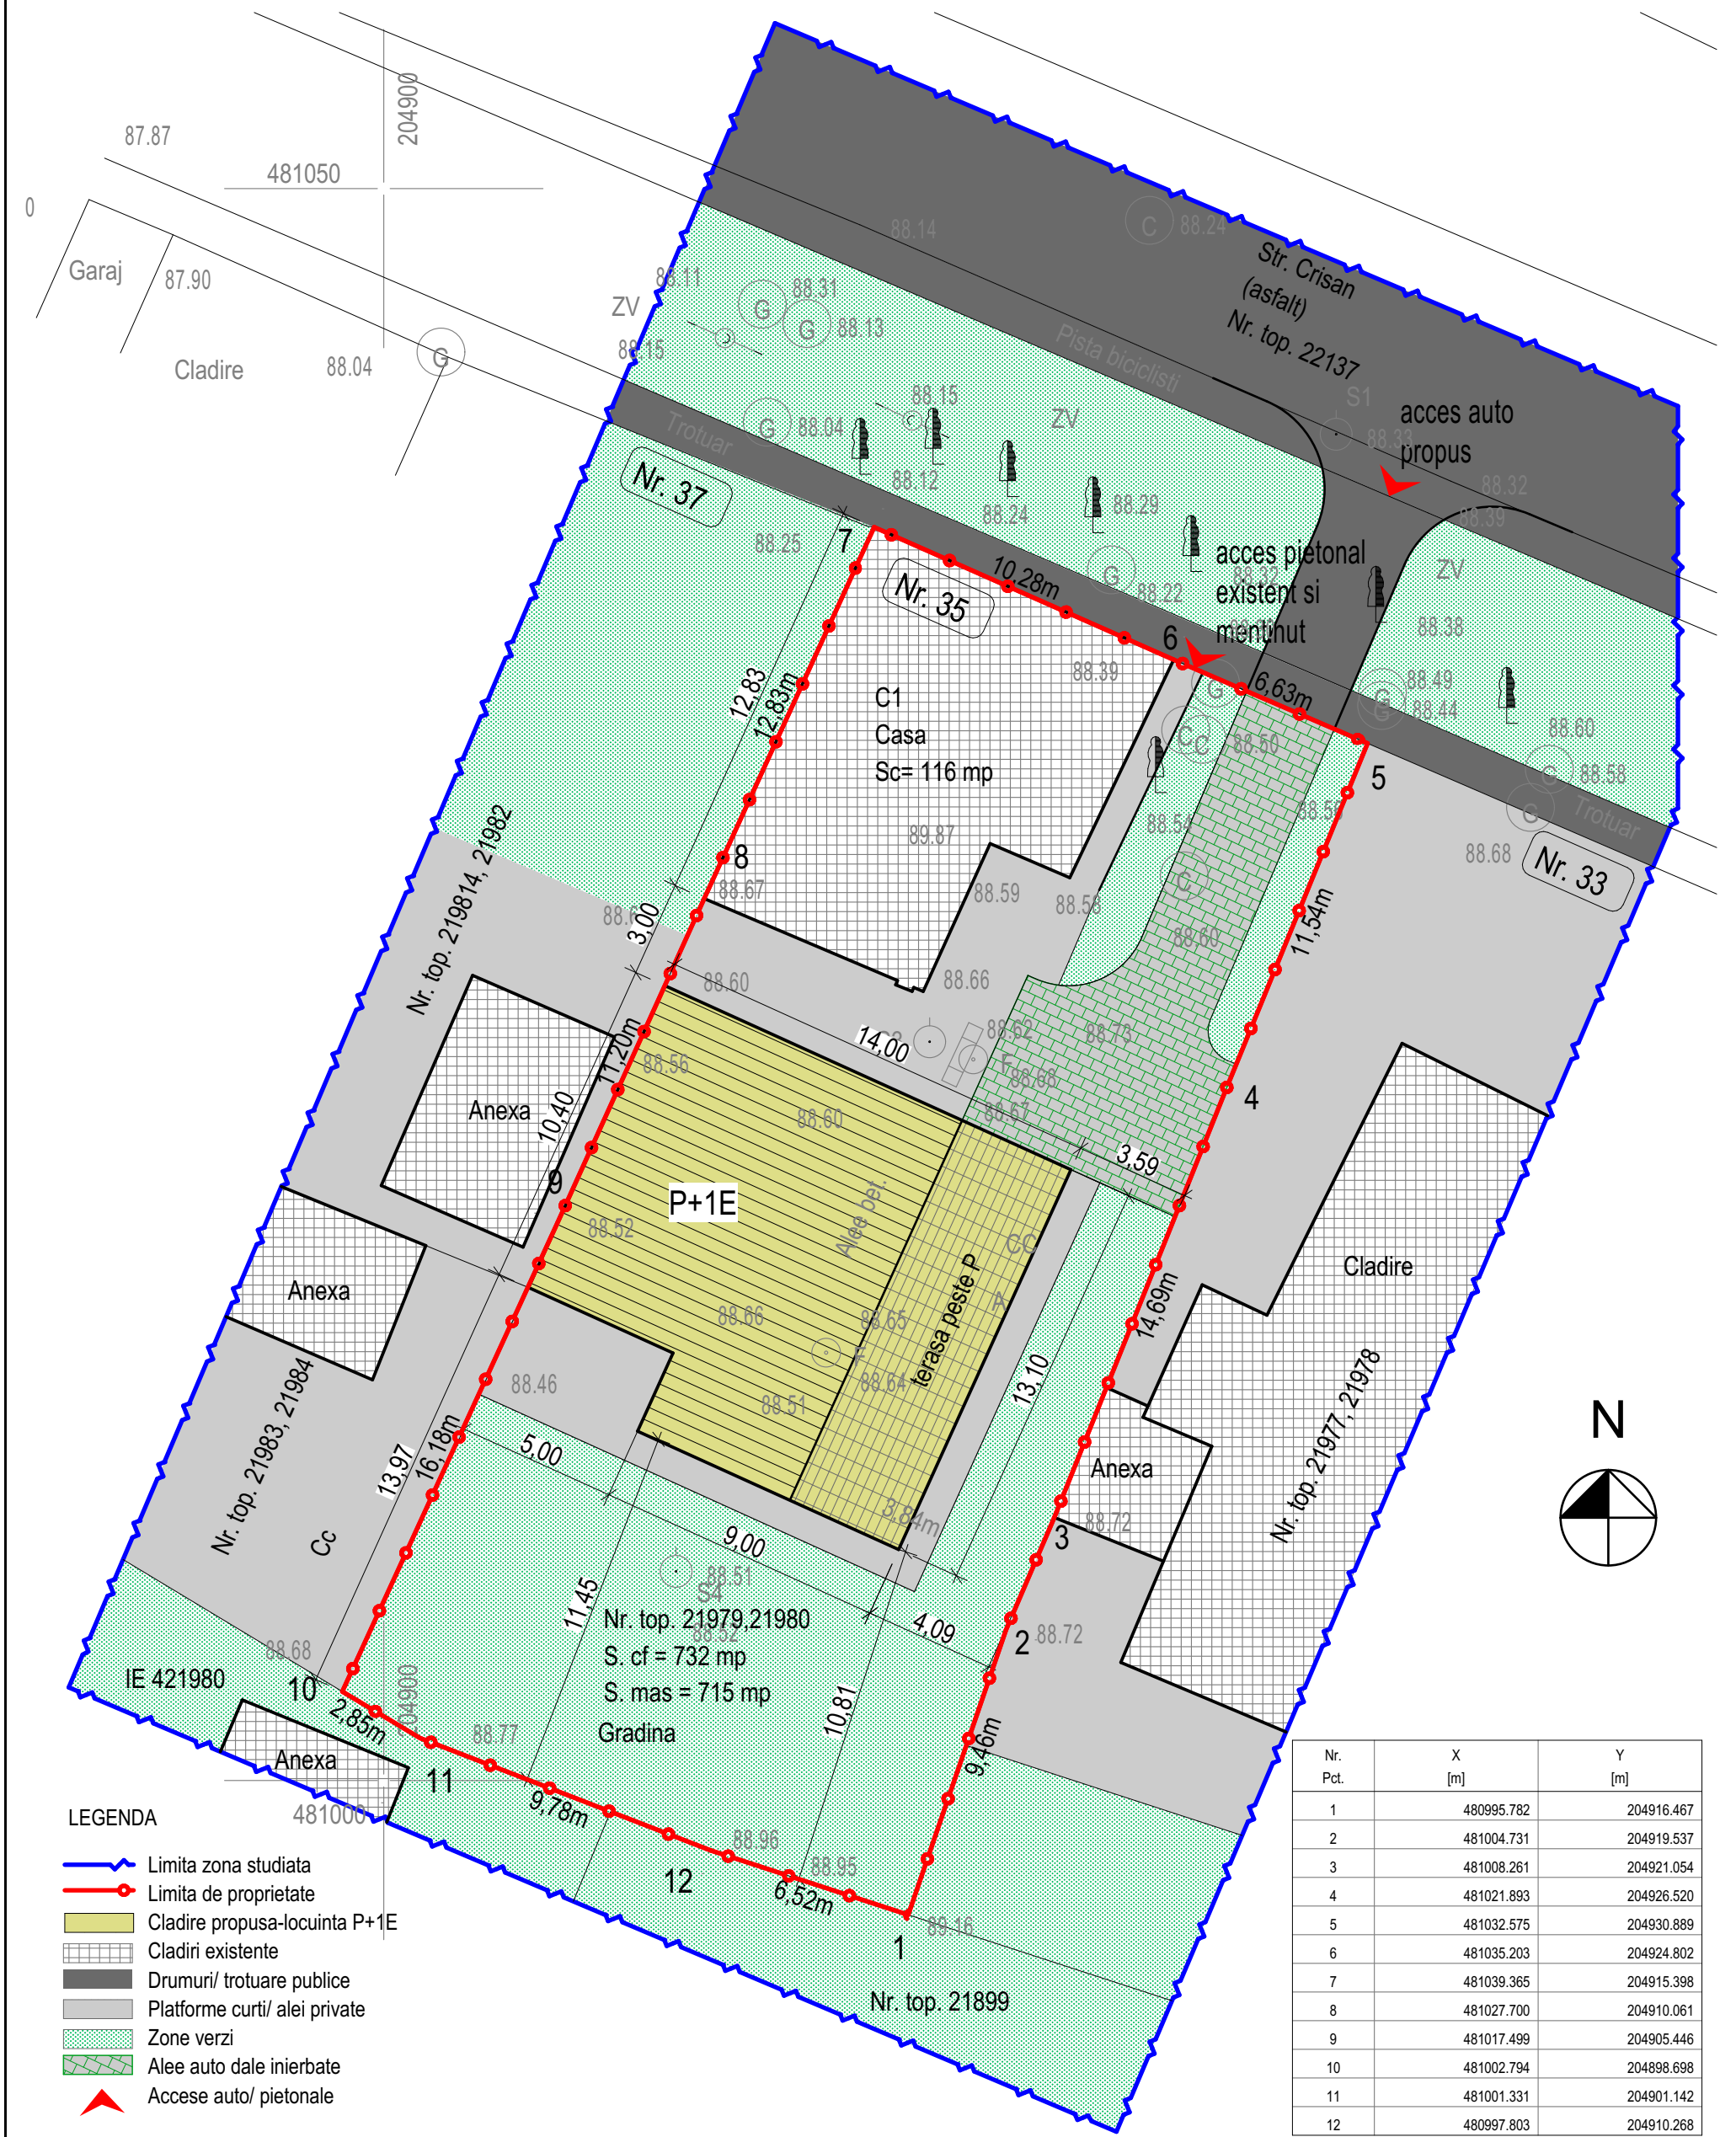 204900
87.87
481050
0
Garaj
87.90
Cladire
88.04
G
88.14
C
88.24
Str. Crisan
(asfalt)
Nr. top. 22137
88.11
ZV
G
88.31
G
88.13
88.15
Pista biciclisti
88.15
ZV
S1
88.33
acces auto
propus
Trotuar
G
88.04
88.12
88.24
88.29
88.32
88.39
Nr. 37
7
88.25
10,28m
G
88.22
acces pietonal
existent si
mentinut
ZV
88.38
Nr. 35
6
88.39
G
6,63m
G
88.49
G
88.44
88.60
12,83
12,83m
C1
Casa
Sc= 116 mp
C
C
88.50
5
G
88.58
G
Trotuar
88.54
88.56
89.87
8
88.67
88.59
88.58
C
88.68
Nr. 33
Nr. top. 219814, 21982
3,00
88.60
11,54m
88.60
88.66
14,00
88.62
F
88.73
88.68
88.67
11,20m
88.56
88.60
4
Anexa
10,40
3,59
9
P+1E
88.52
Alee bet.
CC
A
terasa peste P
Cladire
Anexa
88.66
88.65
F
88.64
14,69m
88.46
88.51
13,10
Nr. top. 21983, 21984
Cc
13,97
16,18m
5,00
9,00
3,84m
Anexa
88.72
3
Nr. top. 21977, 21978
N
11,45
S4
88.51
Nr. top. 21979,21980
88.52
S. cf = 732 mp
S. mas = 715 mp
Gradina
4,09
2
88.72
88.68
IE 421980
10
204900
2,85m
10,81
9,46m
88.77
Anexa
11
481000
9,78m
88.96
12
88.95
6,52m
89.16
1
Nr. top. 21899
LEGENDA
Limita zona studiata
Limita de proprietate
Cladire propusa-locuinta P+1E
Cladiri existente
Drumuri/ trotuare publice
Platforme curti/ alei private
Zone verzi
Alee auto dale inierbate
Accese auto/ pietonale
Nr. Pct. X [m] Y [m]
1 480995.782 204916.467
2 481004.731 204919.537
3 481008.261 204921.054
4 481021.893 204926.520
5 481032.575 204930.889
6 481035.203 204924.802
7 481039.365 204915.398
8 481027.700 204910.061
9 481017.499 204905.446
10 481002.794 204898.698
11 481001.331 204901.142
12 480997.803 204910.268